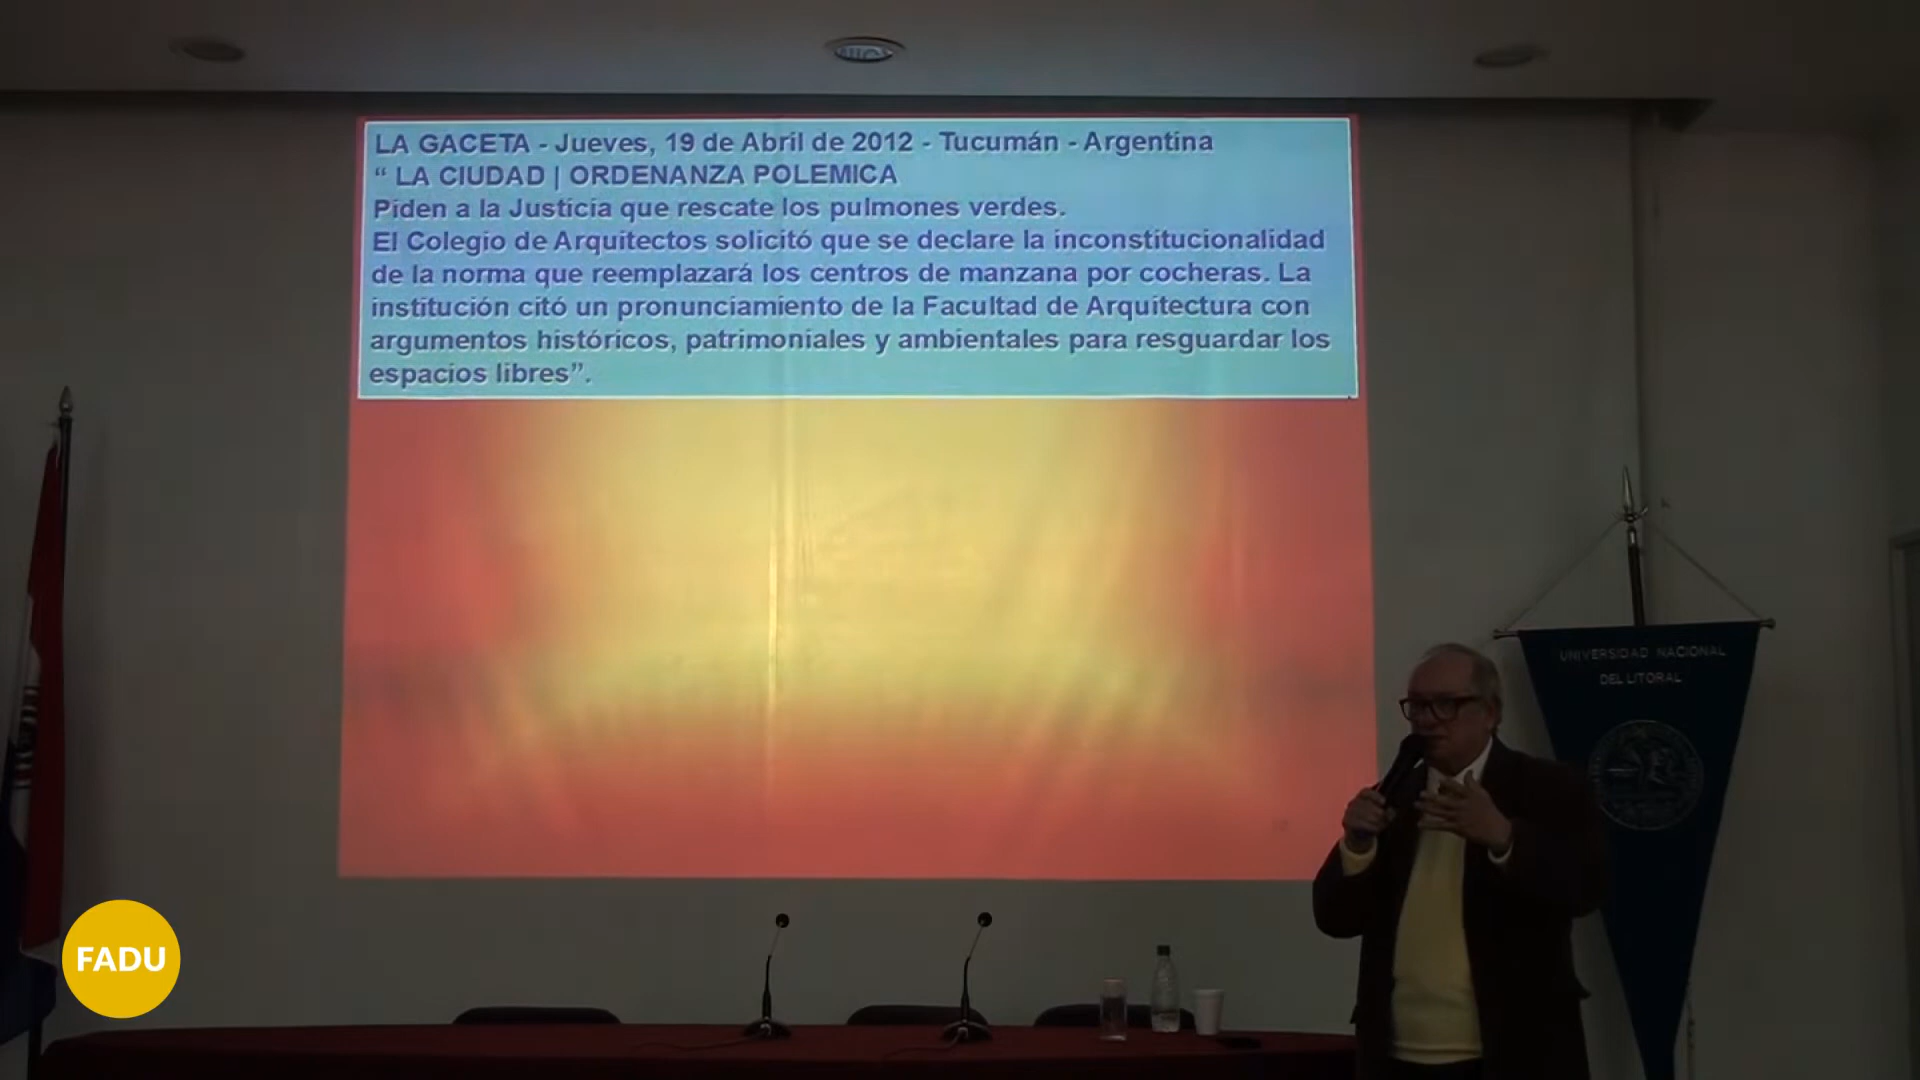 LA GACETA - Jueves, 19 de Abril de 2012 - Tucumán - Argentina
“ LA CIUDAD | ORDENANZA POLEMICA
Piden a la Justicia que rescate los pulmones verdes.
El Colegio de Arquitectos solicitó que se declare la inconstitucionalidad
de la norma que reemplazará los centros de manzana por cocheras. La
institución citó un pronunciamiento de la Facultad de Arquitectura con
argumentos históricos, patrimoniales y ambientales para resguardar los
espacios libres”.
UNIVERSIDAD NACIONAL
DEL LITORAL
FADU